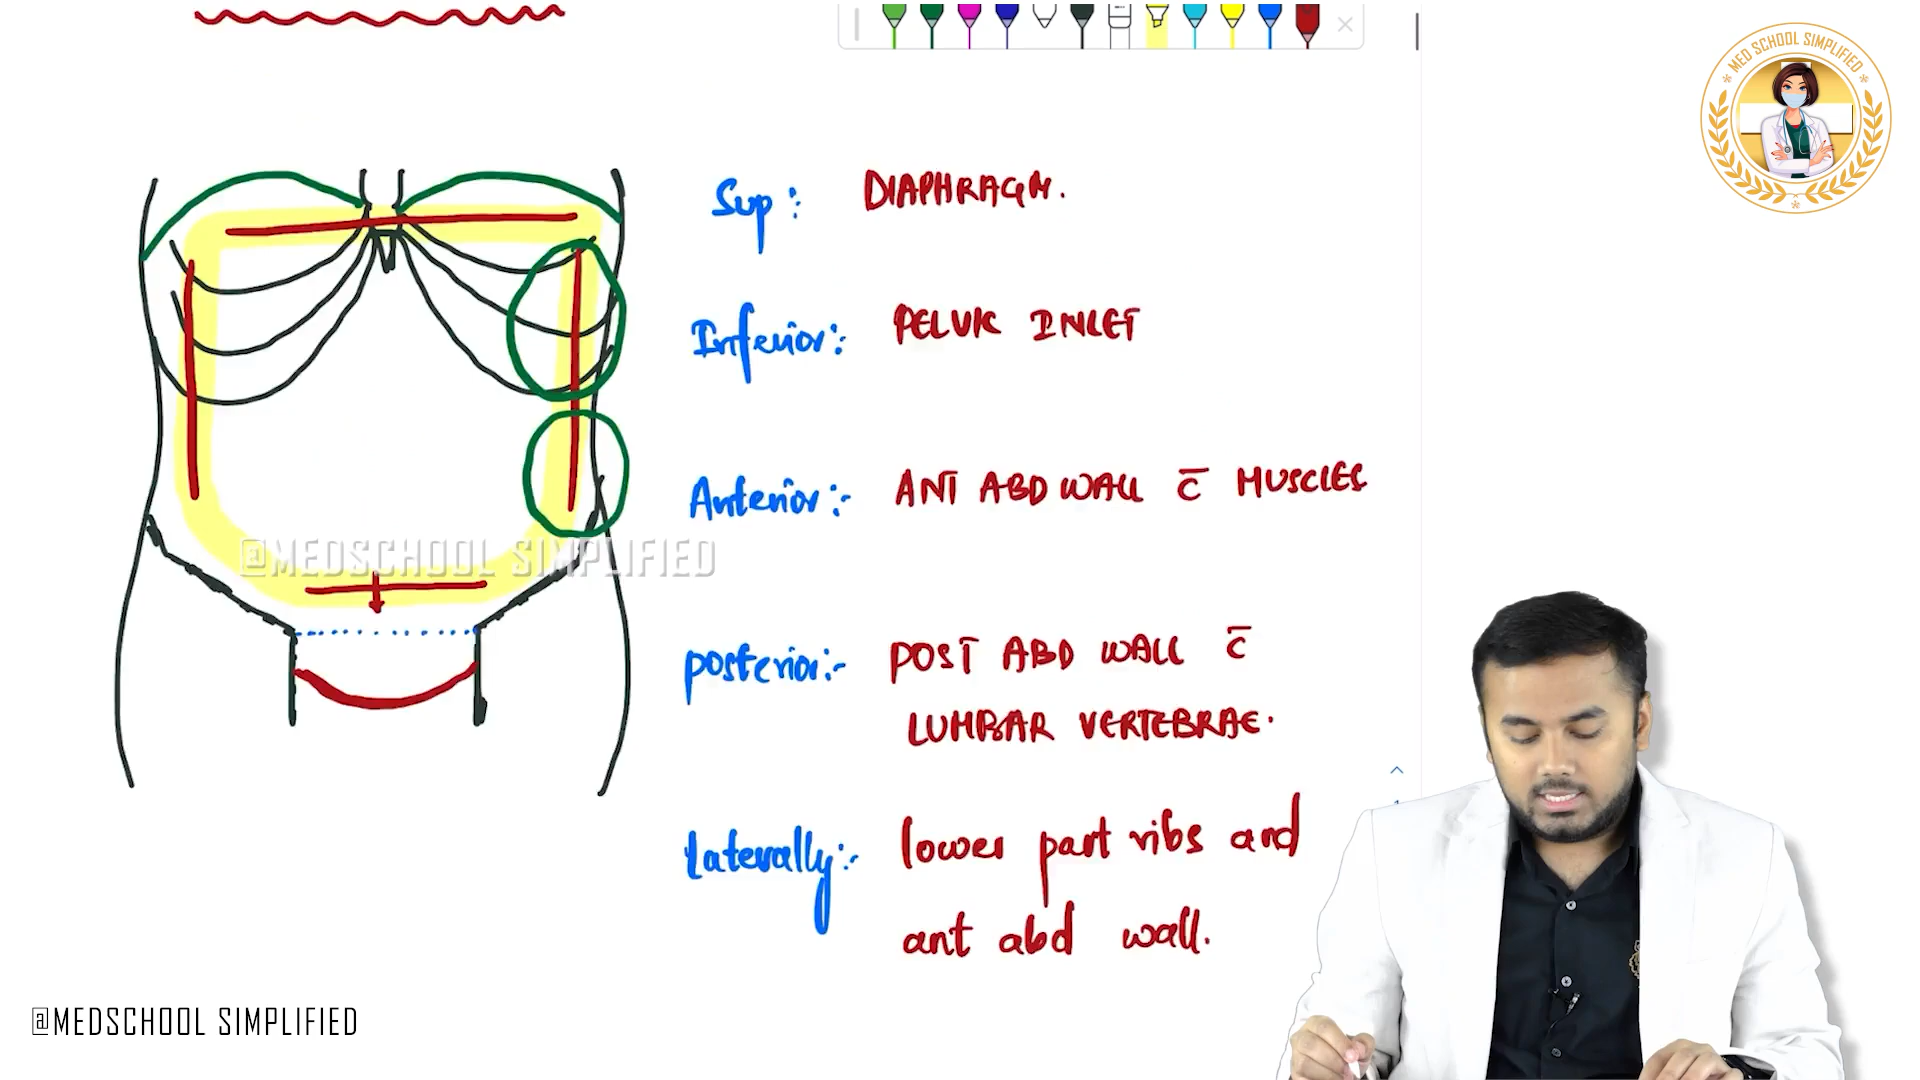 MED SCHOOL SIMPLIFIED
Sup: DIAPHRAGM.
Inferior:- PELVIC INLET
Anterior:- ANT ABD WALL c̅ MUSCLES
posterior:- POST ABD WALL c̅
LUMBAR VERTEBRAE.
@MEDSCHOOL SIMPLIFIED
laterally:- lower part ribs and
ant abd wall.
@MEDSCHOOL SIMPLIFIED